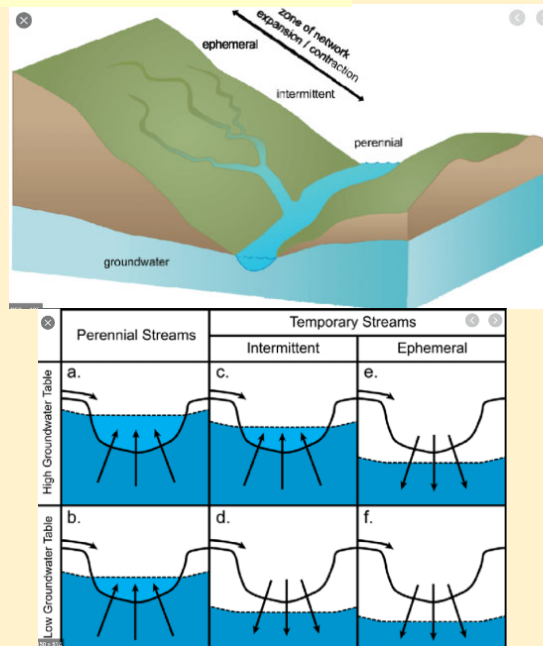 zone of network
expansion / contraction
ephemeral
intermittent
perennial
groundwater
Perennial Streams
Temporary Streams
Intermittent
Ephemeral
High Groundwater Table
a.
c.
e.
Low Groundwater Table
b.
d.
f.